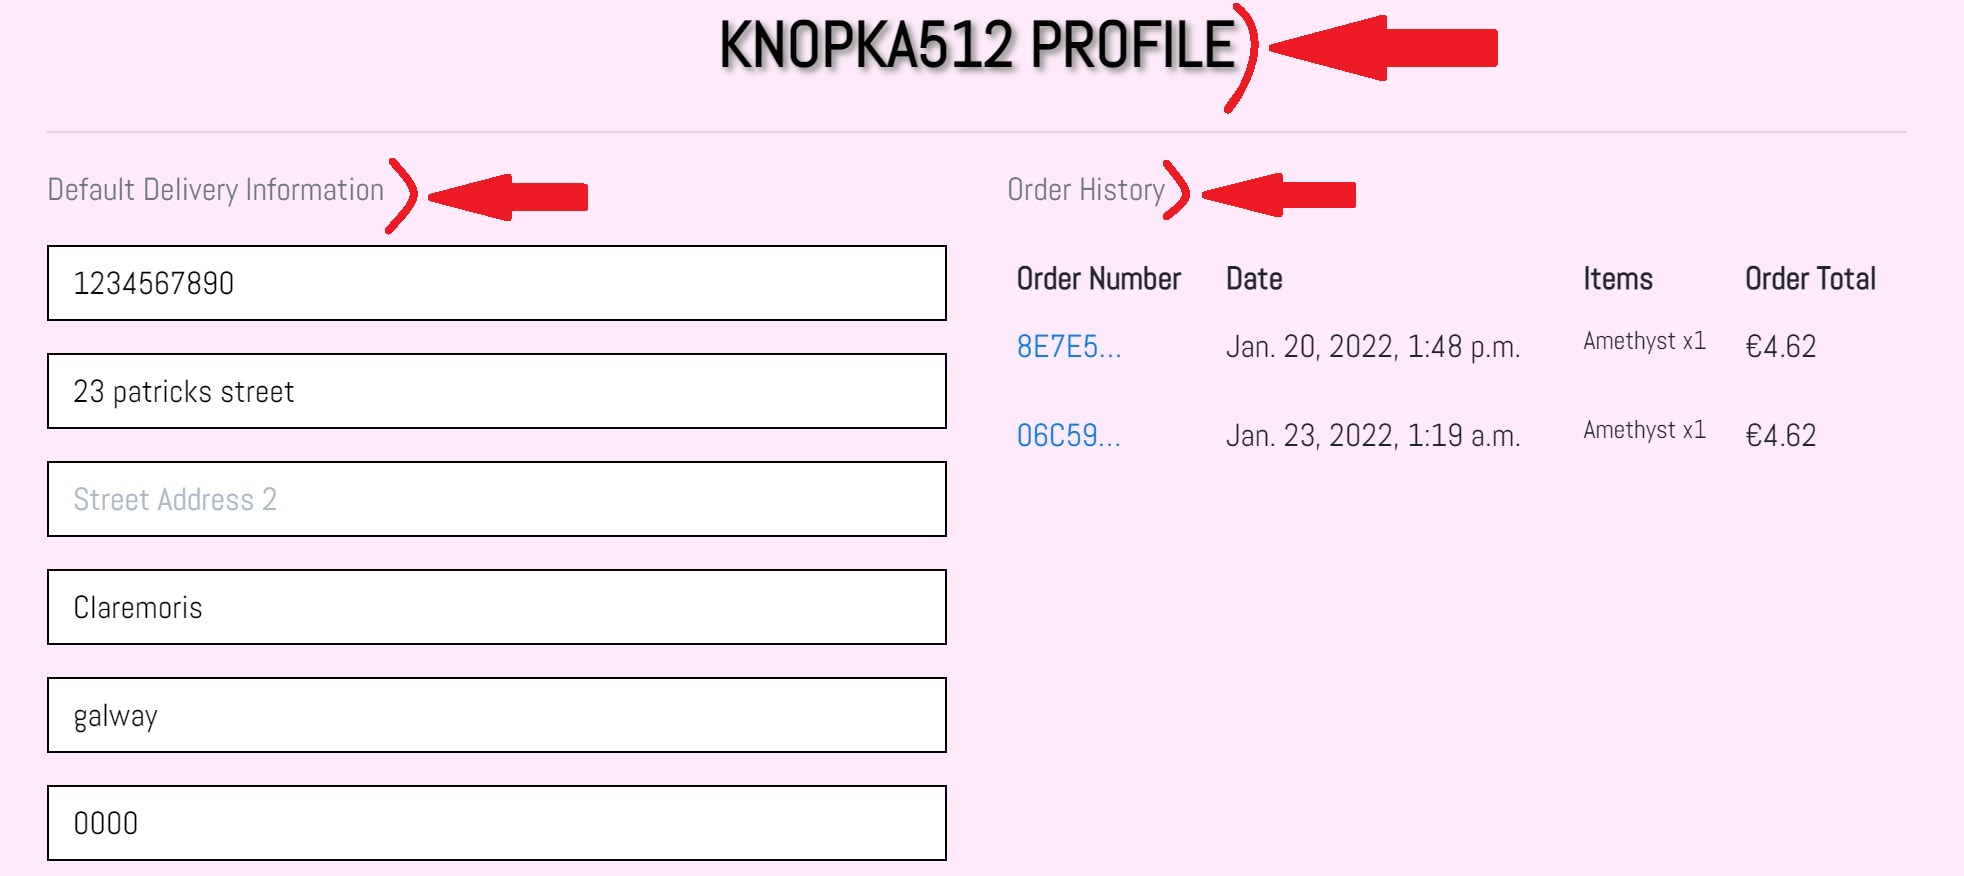 KNOPKA512 PROFILE
Default Delivery Information
1234567890
23 patricks street
Street Address 2
Claremoris
galway
0000
Order History
Order Number Date Items Order Total
8E7E5... Jan. 20, 2022, 1:48 p.m. Amethyst x1 €4.62
06C59... Jan. 23, 2022, 1:19 a.m. Amethyst x1 €4.62